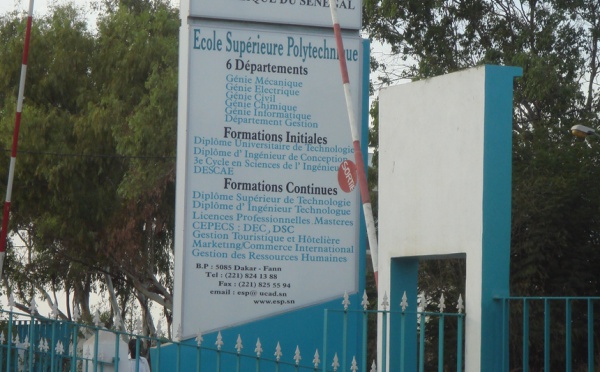 DU SENEGAL
Ecole Supérieure Polytechnique
6 Départements
Génie Mécanique
Génie Electrique
Génie Civil
Génie Chimique
Génie Informatique
Département Gestion
Formations Initiales
Diplôme Universitaire de Technologie
Diplôme d' Ingénieur de Conception
3e Cycle en Sciences de l' Ingénieur
DESCAE
Formations Continues
Diplôme Supérieur de Technologie
Diplôme d' Ingénieur Technologue
Licences Professionnelles Masteres
CEPECS : DEC, DSC
Gestion Touristique et Hôtelière
Marketing/Commerce International
Gestion des Ressources Humaines
B.P : 5085 Dakar - Fann
Tel : (221) 824 13 88
Fax : (221) 825 55 94
email : esp@ ucad.sn
www.esp.sn